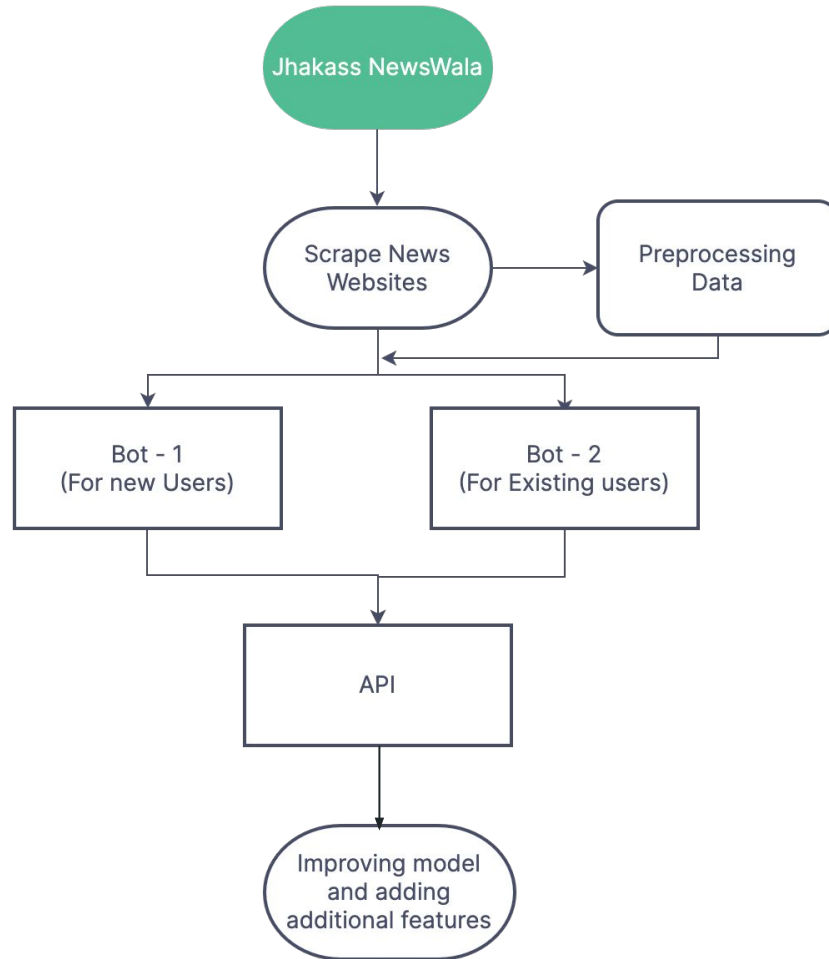 Jhakass NewsWala
Scrape News
Websites
Preprocessing
Data
Bot - 1
(For new Users)
Bot - 2
(For Existing users)
API
Improving model
and adding
additional features